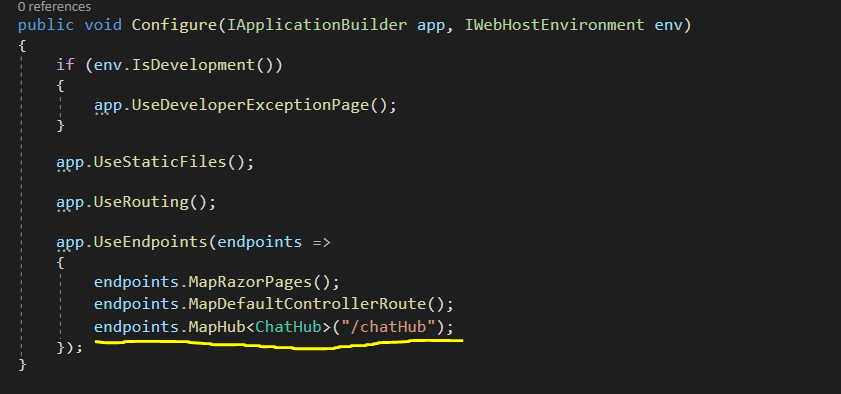 0 references
public void Configure(IApplicationBuilder app, IWebHostEnvironment env)
{
if (env.IsDevelopment())
{
app.UseDeveloperExceptionPage();
}
app.UseStaticFiles();
app.UseRouting();
app.UseEndpoints(endpoints =>
{
endpoints.MapRazorPages();
endpoints.MapDefaultControllerRoute();
endpoints.MapHub<ChatHub>("/chatHub");
});
}